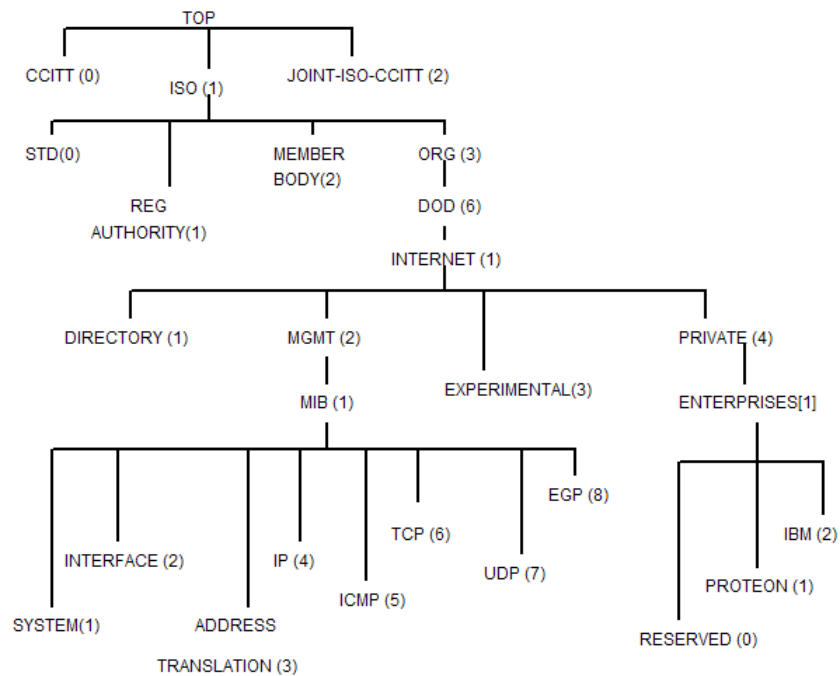 TOP
CCITT (0)
ISO (1)
JOINT-ISO-CCITT (2)
STD(0)
REG
AUTHORITY(1)
MEMBER
BODY(2)
ORG (3)
DOD (6)
INTERNET (1)
DIRECTORY (1)
MGMT (2)
EXPERIMENTAL(3)
PRIVATE (4)
MIB (1)
ENTERPRISES[1]
SYSTEM(1)
INTERFACE (2)
ADDRESS
TRANSLATION (3)
IP (4)
ICMP (5)
TCP (6)
UDP (7)
EGP (8)
RESERVED (0)
PROTEON (1)
IBM (2)